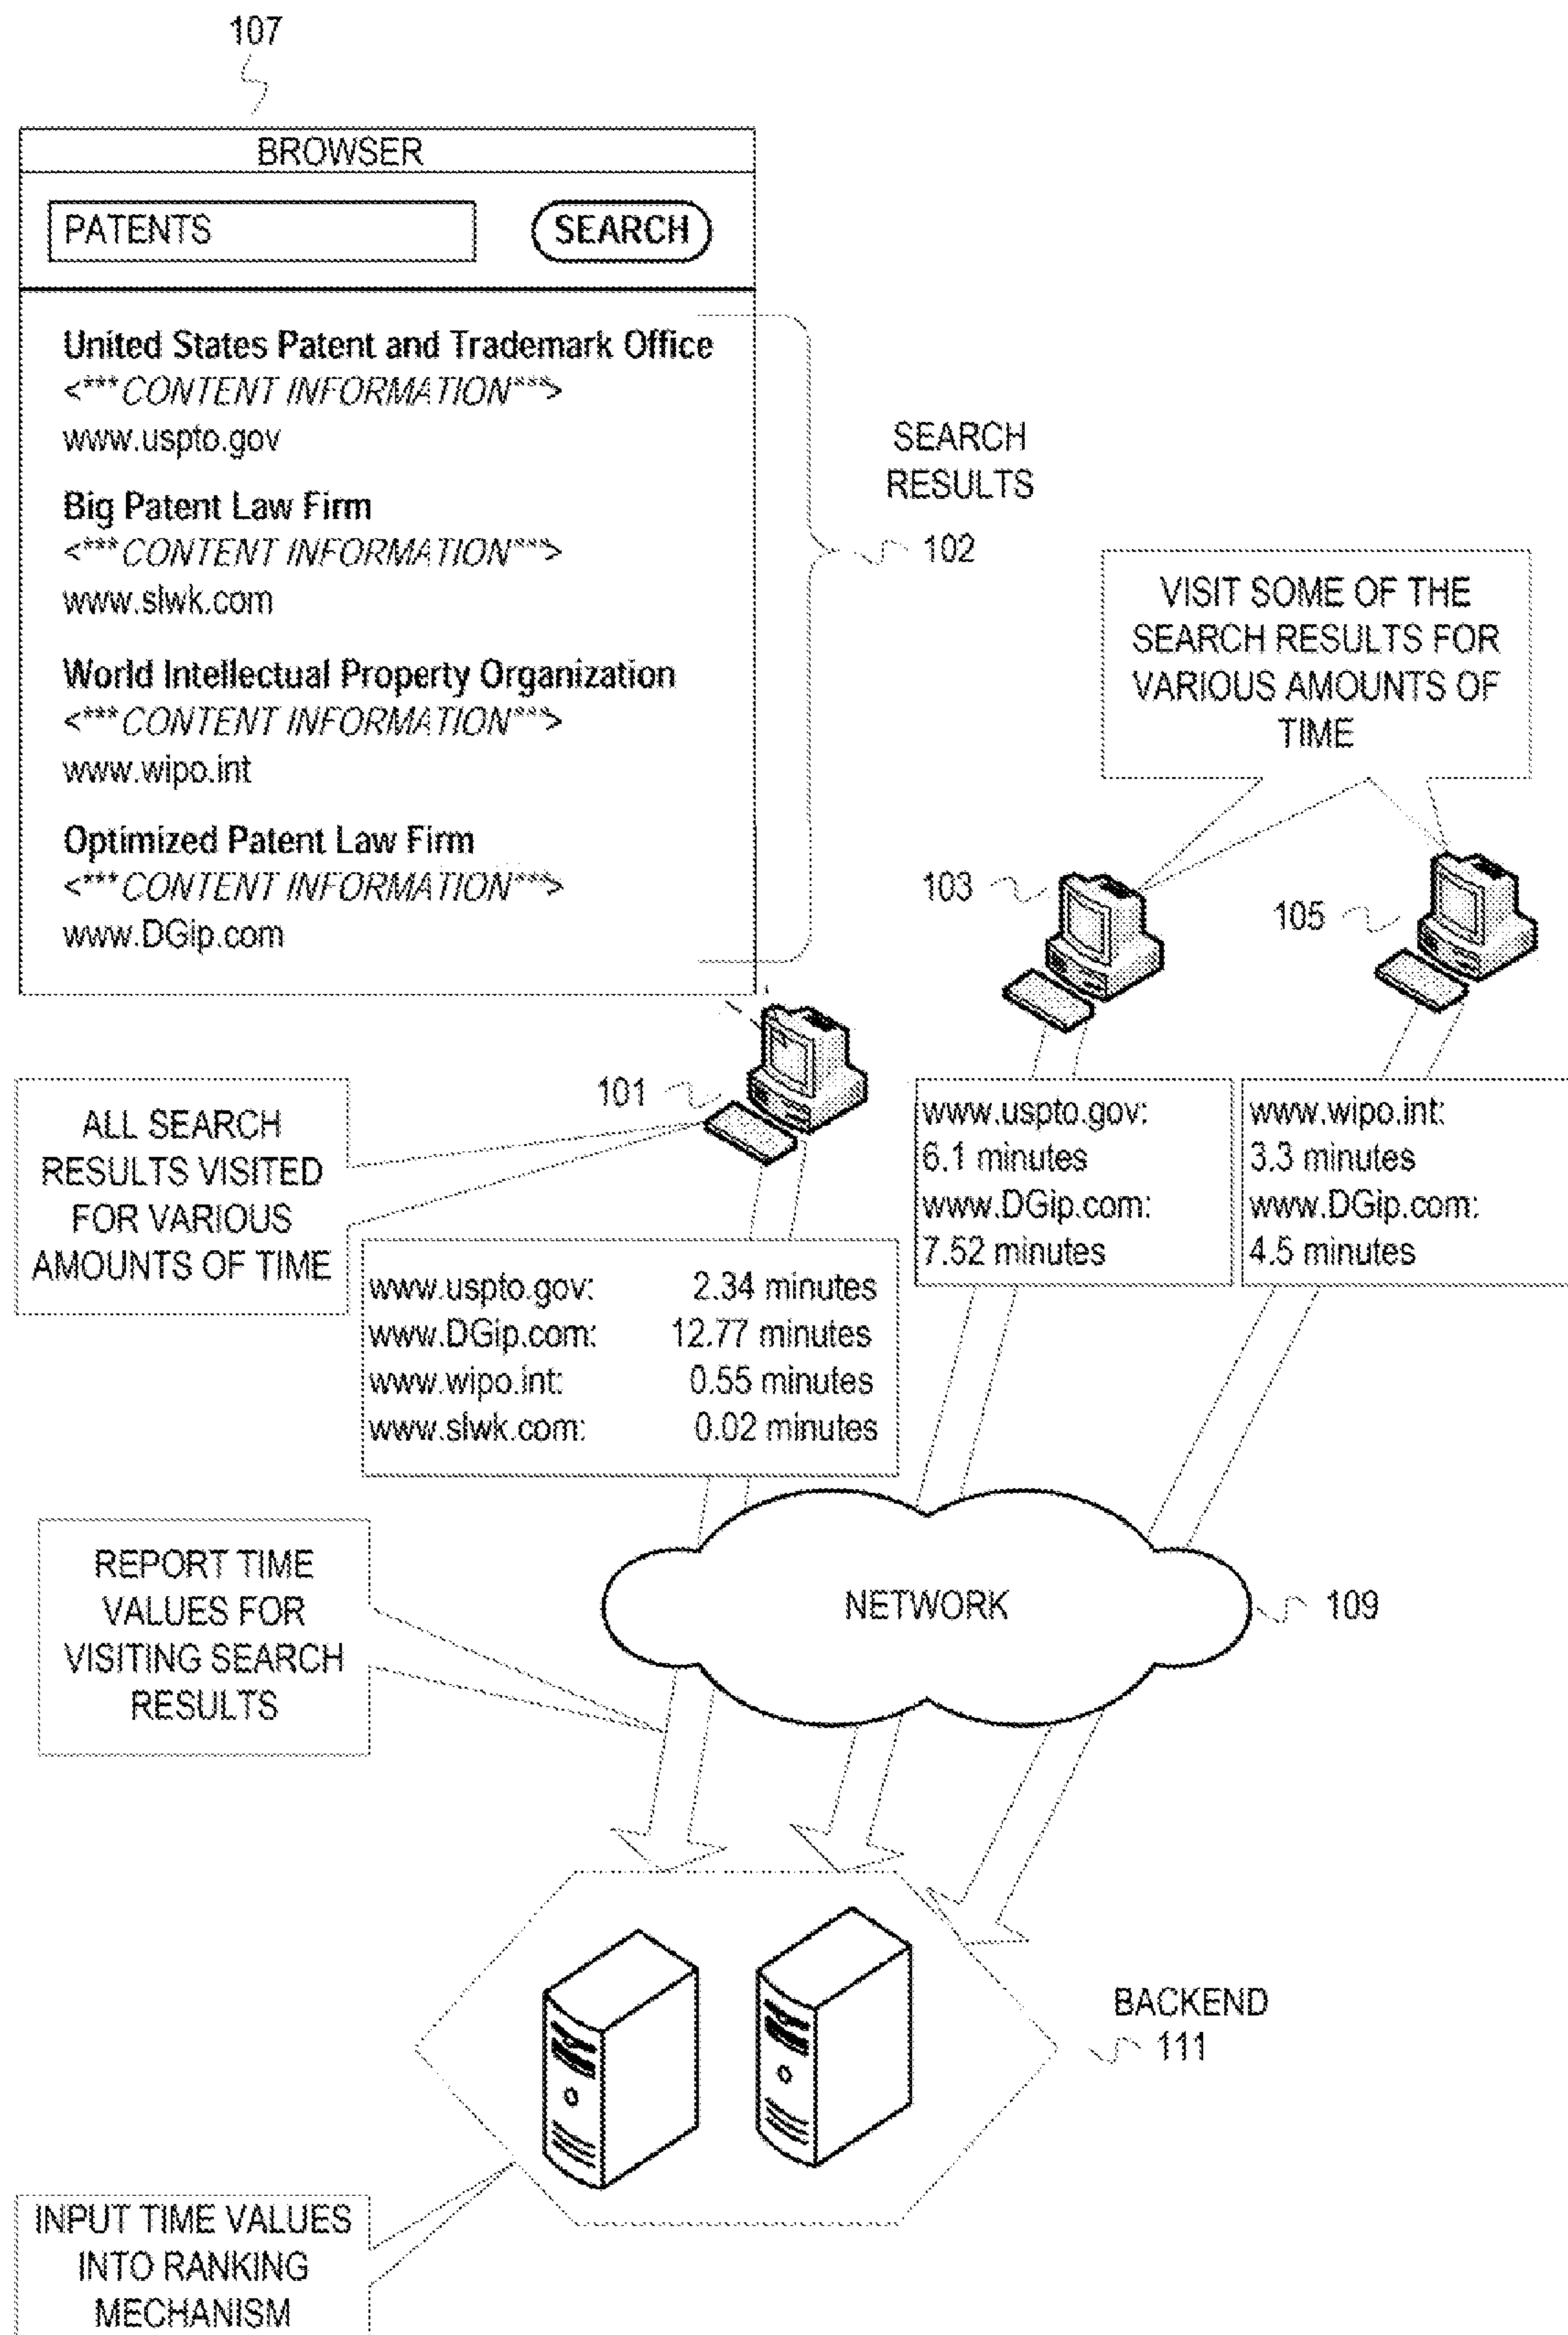 107
BROWSER
PATENTS
SEARCH
United States Patent and Trademark Office
<***CONTENT INFORMATION***>
www.uspto.gov
Big Patent Law Firm
<***CONTENT INFORMATION***>
www.slwk.com
World Intellectual Property Organization
<***CONTENT INFORMATION***>
www.wipo.int
Optimized Patent Law Firm
<***CONTENT INFORMATION***>
www.DGip.com
SEARCH
RESULTS
102
VISIT SOME OF THE
SEARCH RESULTS FOR
VARIOUS AMOUNTS OF
TIME
103
105
101
ALL SEARCH
RESULTS VISITED
FOR VARIOUS
AMOUNTS OF TIME
www.uspto.gov:
6.1 minutes
www.DGip.com:
7.52 minutes
www.wipo.int:
3.3 minutes
www.DGip.com:
4.5 minutes
www.uspto.gov: 2.34 minutes
www.DGip.com: 12.77 minutes
www.wipo.int: 0.55 minutes
www.slwk.com: 0.02 minutes
REPORT TIME
VALUES FOR
VISITING SEARCH
RESULTS
NETWORK
109
BACKEND
111
INPUT TIME VALUES
INTO RANKING
MECHANISM